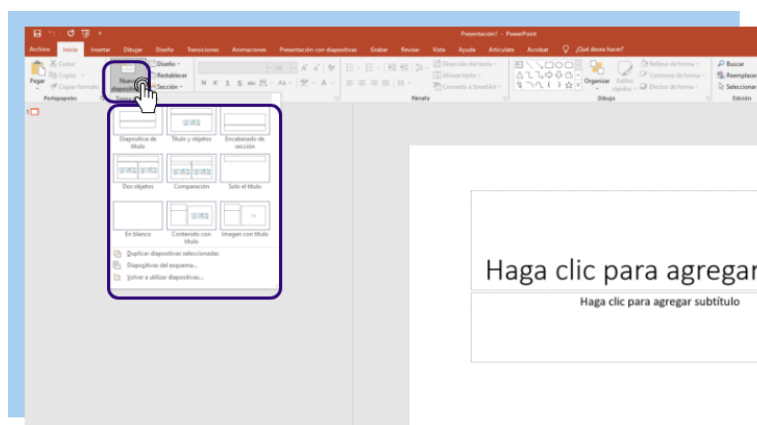 Presentación1 - PowerPoint
Archivo Inicio Insertar Dibujar Diseño Transiciones Animaciones Presentación con diapositivas Grabar Revisar Vista Ayuda Articulate Acrobat ¿Qué desea hacer?
Pegar
Cortar
Copiar
Copiar formato
Portapapeles
Diseño
Restablecer
Sección
N K S S abc
Aa A
Párrafo
Dirección del texto
Alinear texto
Convertir a SmartArt
Organizar
Estilos rápidos
Relleno de forma
Contorno de forma
Efectos de forma
Dibujo
Buscar
Reemplazar
Seleccionar
Edición
1
Diapositiva de título
Título y objetos
Encabezado de sección
Dos objetos
Comparación
Solo el título
En blanco
Contenido con título
Imagen con título
Duplicar diapositivas seleccionadas
Diapositivas del esquema...
Volver a utilizar diapositivas...
Haga clic para agregar
Haga clic para agregar subtítulo